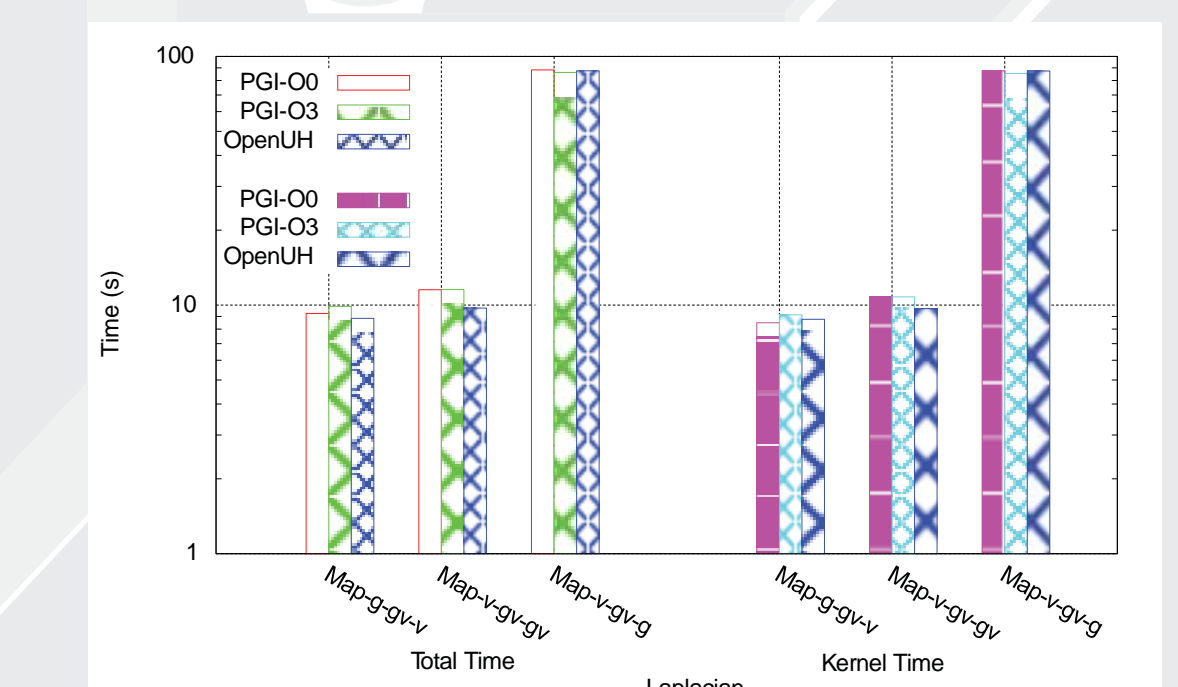 100
10
1
Time (s)
PGI-O0
PGI-O3
OpenUH
PGI-O0
PGI-O3
OpenUH
Map-g-gv-v
Map-v-gv-gv
Map-v-gv-g
Map-g-gv-v
Map-v-gv-gv
Map-v-gv-g
Total Time
Kernel Time
Laplacian